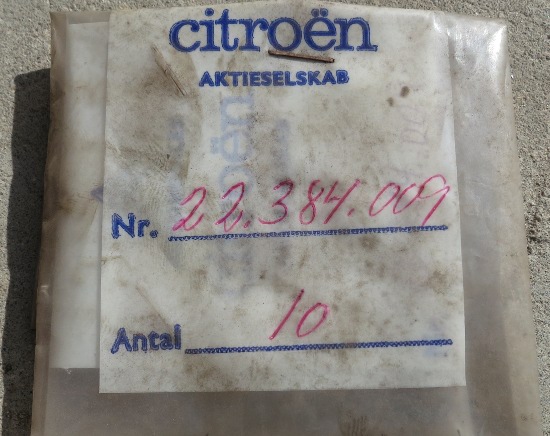 citroën
AKTIESELSKAB
Nr. 22.384.009
Antal 10